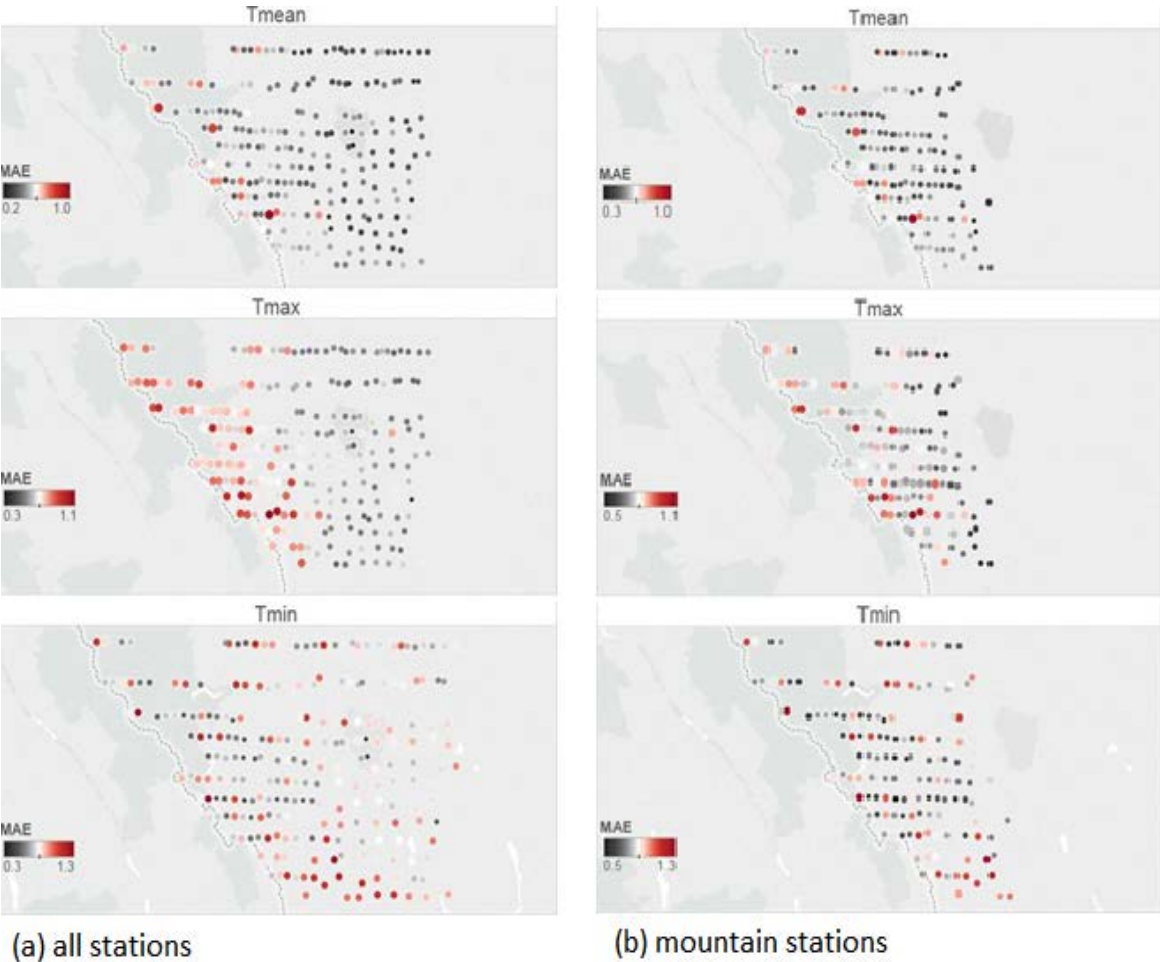 Tmean
MAE
0.2 1.0
Tmax
MAE
0.3 1.1
Tmin
MAE
0.3 1.3
(a) all stations
Tmean
MAE
0.3 1.0
Tmax
MAE
0.5 1.1
Tmin
MAE
0.5 1.3
(b) mountain stations